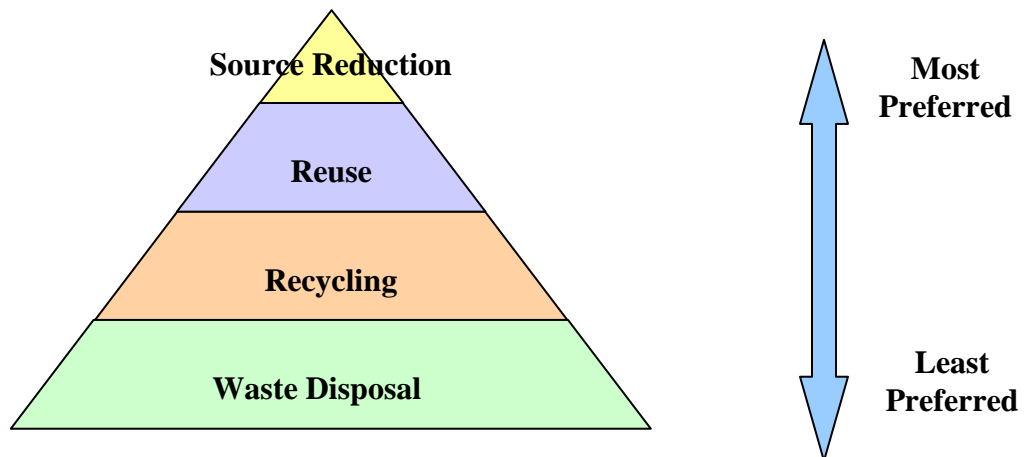 Source Reduction
Reuse
Recycling
Waste Disposal
Most
Preferred
Least
Preferred